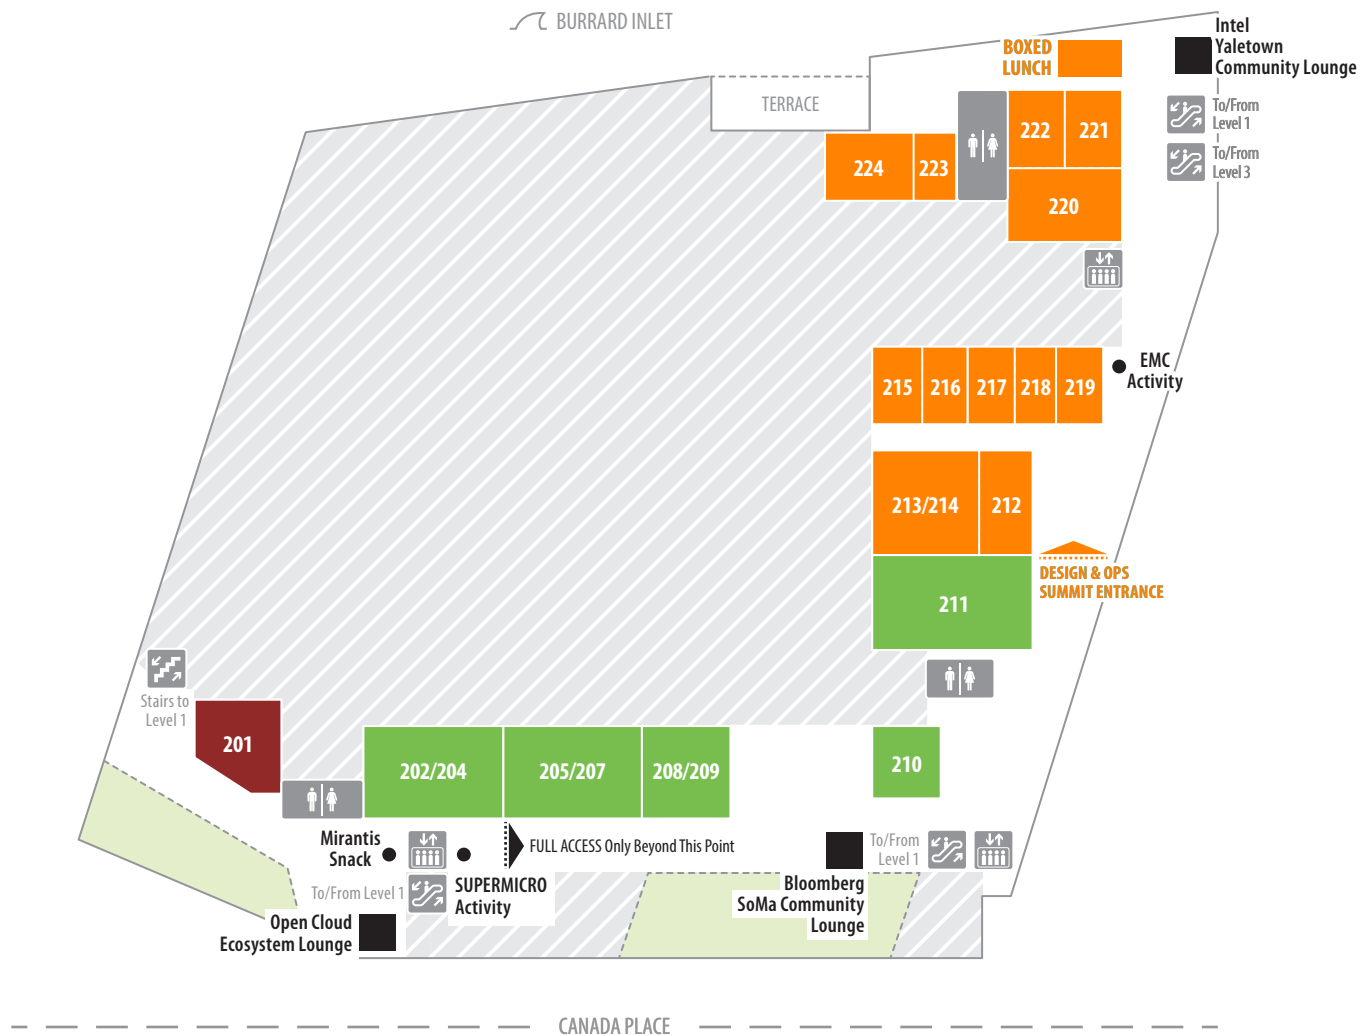 BURRARD INLET
Intel
Yaletown
Community Lounge
BOXED
LUNCH
TERRACE
To/From
Level 1
222
221
224
223
To/From
Level 3
220
EMC
Activity
215
216
217
218
219
213/214
212
DESIGN & OPS
SUMMIT ENTRANCE
211
Stairs to
Level 1
201
202/204
205/207
208/209
210
Mirantis
Snack
FULL ACCESS Only Beyond This Point
To/From
Level 1
To/From Level 1
SUPERMICRO
Activity
Bloomberg
SoMa Community
Lounge
Open Cloud
Ecosystem Lounge
CANADA PLACE